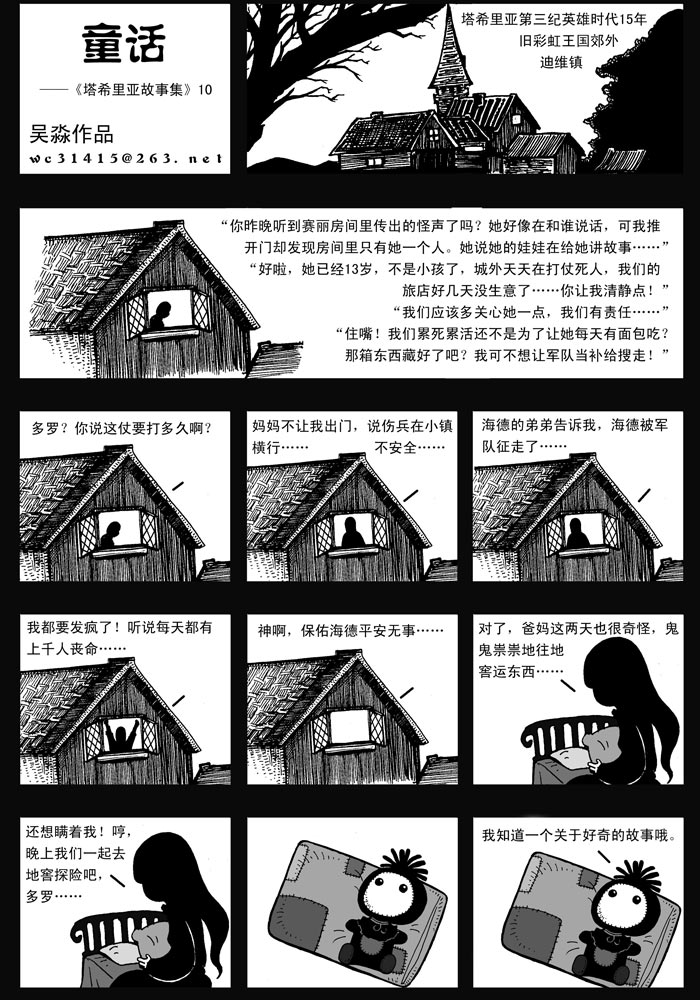 童话
——《塔希里亚故事集》10
吴淼作品
wc31415@263.net
塔希里亚第三纪英雄时代15年
旧彩虹王国郊外
迪维镇
“你昨晚听到赛丽房间里传出的怪声了吗？她好像在和谁说话，可我推
开门却发现房间里只有她一个人。她说她的娃娃在给她讲故事……”
“好啦，她已经13岁，不是小孩了，城外天天在打仗死人，我们的
旅店好几天没生意了……你让我清静点！”
“我们应该多关心她一点，我们有责任……”
“住嘴！我们累死累活还不是为了让她每天有面包吃？
那箱东西藏好了吧？我可不想让军队当补给搜走！”
多罗？你说这仗要打多久啊？
妈妈不让我出门，说伤兵在小镇
横行…… 不安全……
海德的弟弟告诉我，海德被军
队征走了……
我都要发疯了！听说每天都有
上千人丧命……
神啊，保佑海德平安无事……
对了，爸妈这两天也很奇怪，鬼
鬼祟祟地往地
窖运东西……
还想瞒着我！哼，
晚上我们一起去
地窖探险吧，
多罗……
我知道一个关于好奇的故事哦。